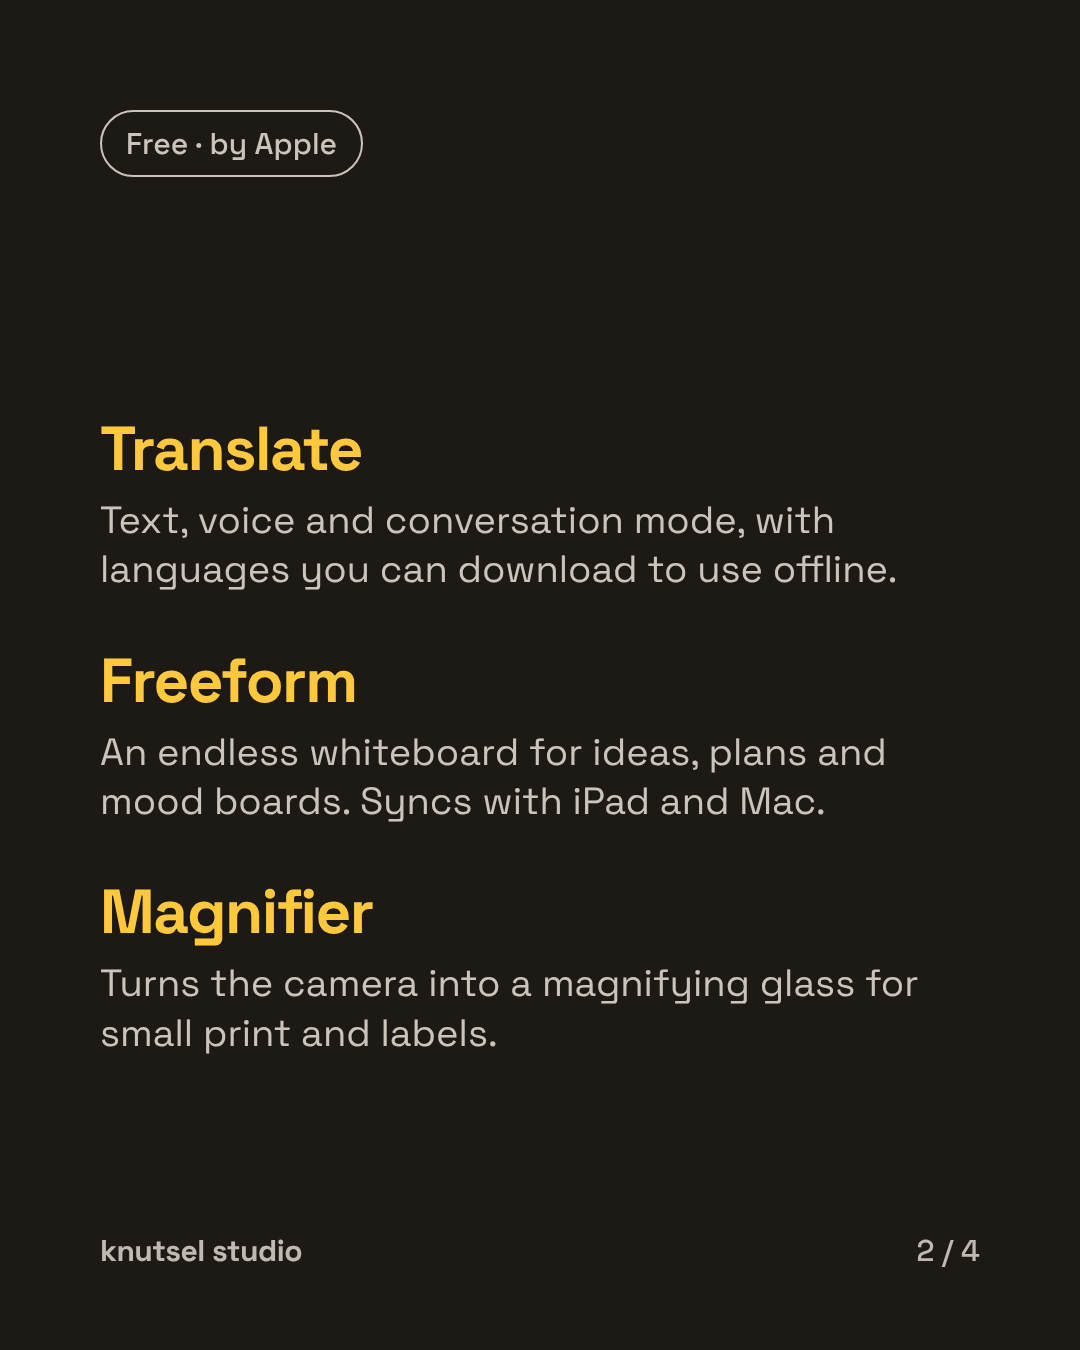 Free · by Apple
Translate
Text, voice and conversation mode, with
languages you can download to use offline.
Freeform
An endless whiteboard for ideas, plans and
mood boards. Syncs with iPad and Mac.
Magnifier
Turns the camera into a magnifying glass for
small print and labels.
knutsel studio
2 / 4